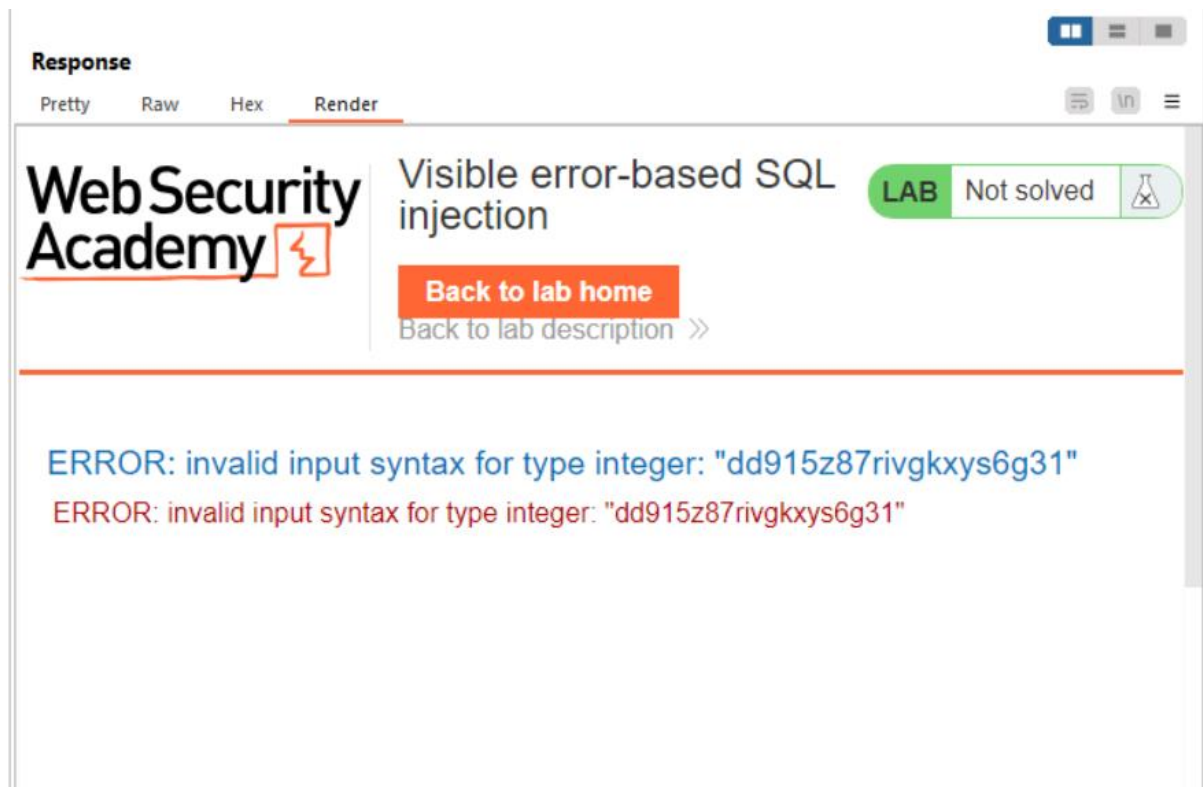 Response
Pretty Raw Hex Render
\n
Web Security
Academy
Visible error-based SQL
injection
LAB Not solved
Back to lab home
Back to lab description
ERROR: invalid input syntax for type integer: "dd915z87rivgkxys6g31"
ERROR: invalid input syntax for type integer: "dd915z87rivgkxys6g31"